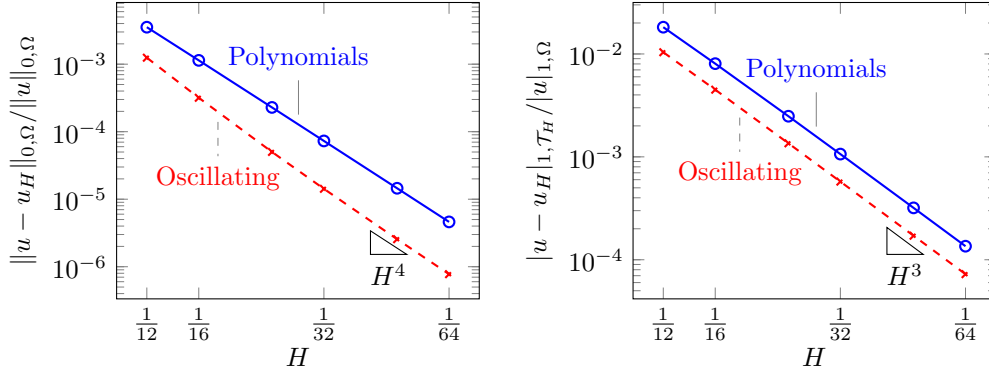 ‖u − u_H‖_{0,Ω}/‖u‖_{0,Ω}
10^{−3}
10^{−4}
10^{−5}
10^{−6}
Polynomials
Oscillating
H^4
1/12
1/16
1/32
1/64
H
|u − u_H|_{1,𝒯_H}/|u|_{1,Ω}
10^{−2}
10^{−3}
10^{−4}
Polynomials
Oscillating
H^3
1/12
1/16
1/32
1/64
H